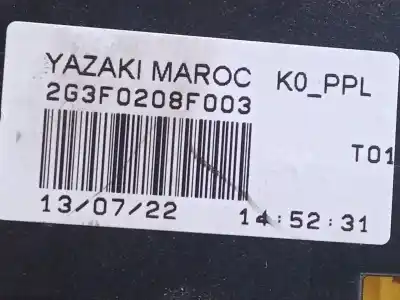 YAZAKI MAROC K0_PPL
2G3F0208F003
T01
13/07/22 14:52:31